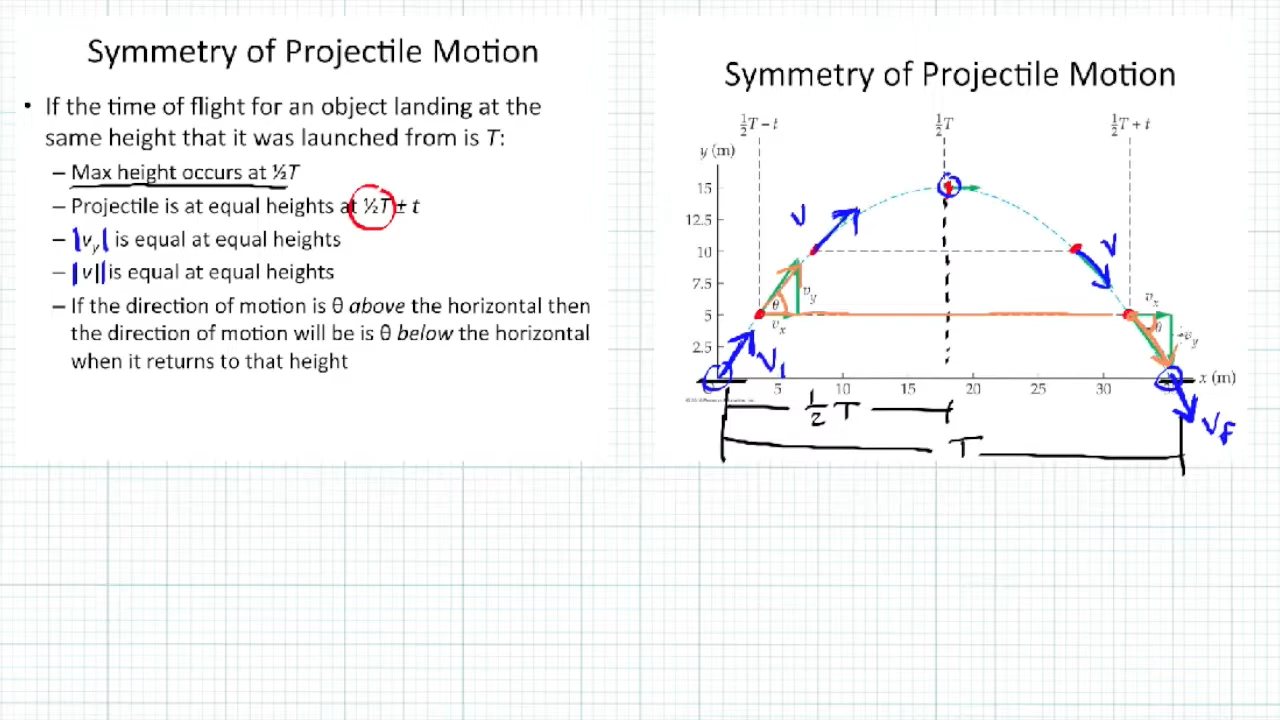 Symmetry of Projectile Motion
• If the time of flight for an object landing at the
same height that it was launched from is T:
– Max height occurs at ½T
– Projectile is at equal heights at ½T ± t
– |vy| is equal at equal heights
– |v| is equal at equal heights
– If the direction of motion is θ above the horizontal then
the direction of motion will be is θ below the horizontal
when it returns to that height
Symmetry of Projectile Motion
½T − t
½T
½T + t
y (m)
15
12.5
10
7.5
5
2.5
5
10
15
20
25
30
x (m)
V
V
θ
vx
vy
vx
θ
-vy
V1
Vf
½ T
T